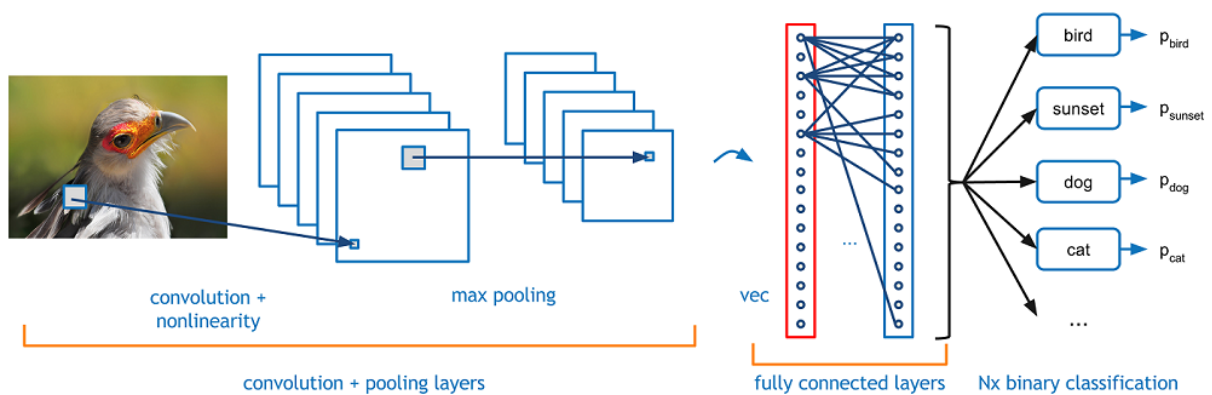 bird
p_bird
sunset
p_sunset
dog
p_dog
cat
p_cat
...
...
convolution +
nonlinearity
max pooling
vec
convolution + pooling layers
fully connected layers
Nx binary classification